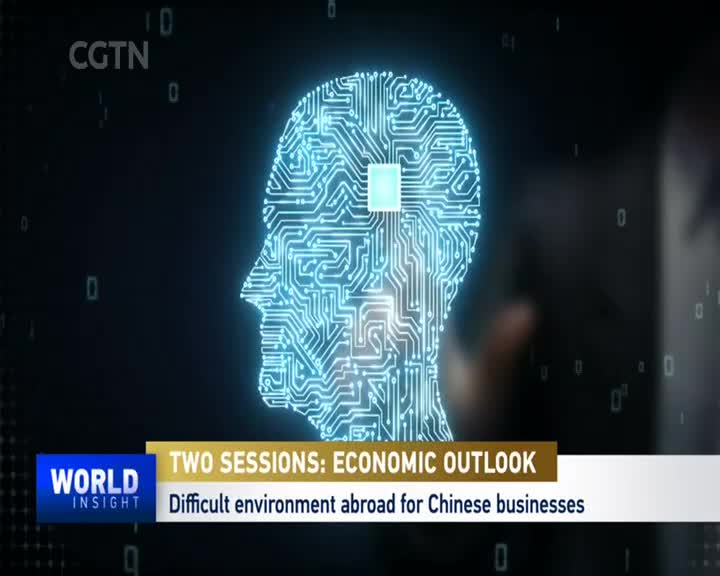 CGTN
TWO SESSIONS: ECONOMIC OUTLOOK
WORLD
INSIGHT
Difficult environment abroad for Chinese businesses